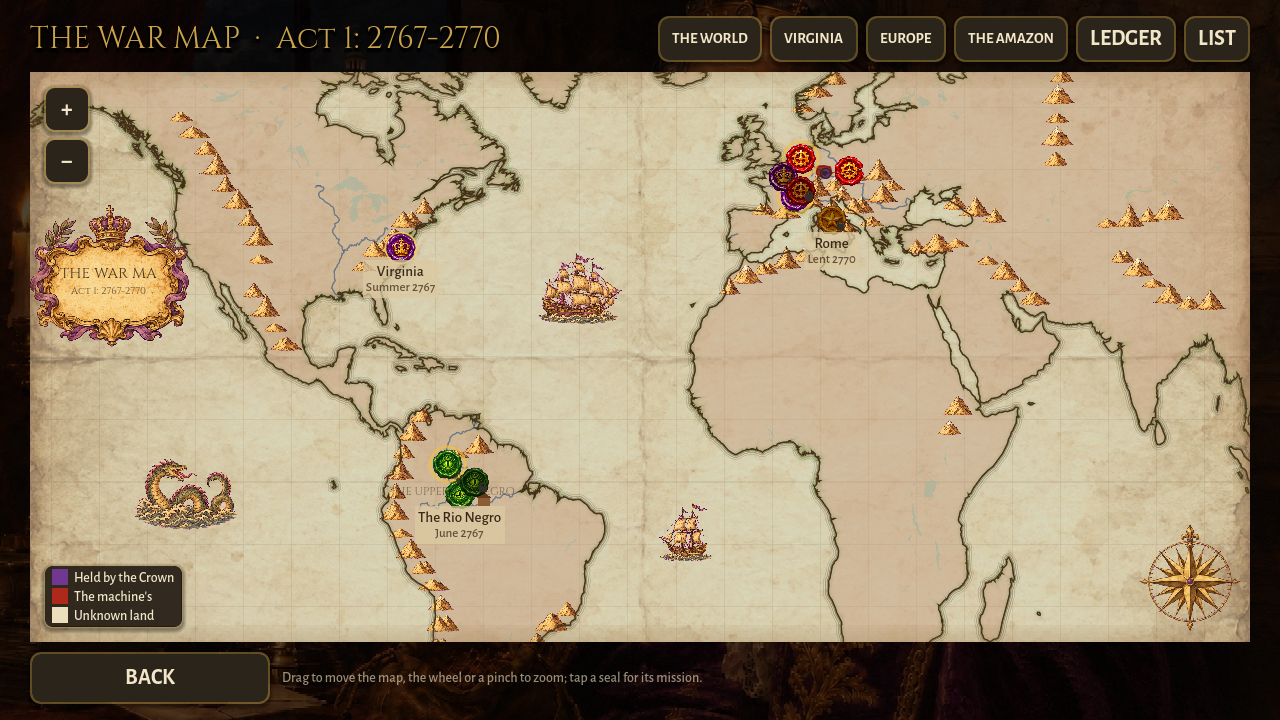 THE WAR MAP · ACT 1: 2767-2770
THE WORLD
VIRGINIA
EUROPE
THE AMAZON
LEDGER
LIST
+
−
THE WAR MA
ACT 1: 2767-2770
Virginia
Summer 2767
Rome
Lent 2770
THE UPPER
The Rio Negro
June 2767
Held by the Crown
The machine's
Unknown land
BACK
Drag to move the map, the wheel or a pinch to zoom; tap a seal for its mission.